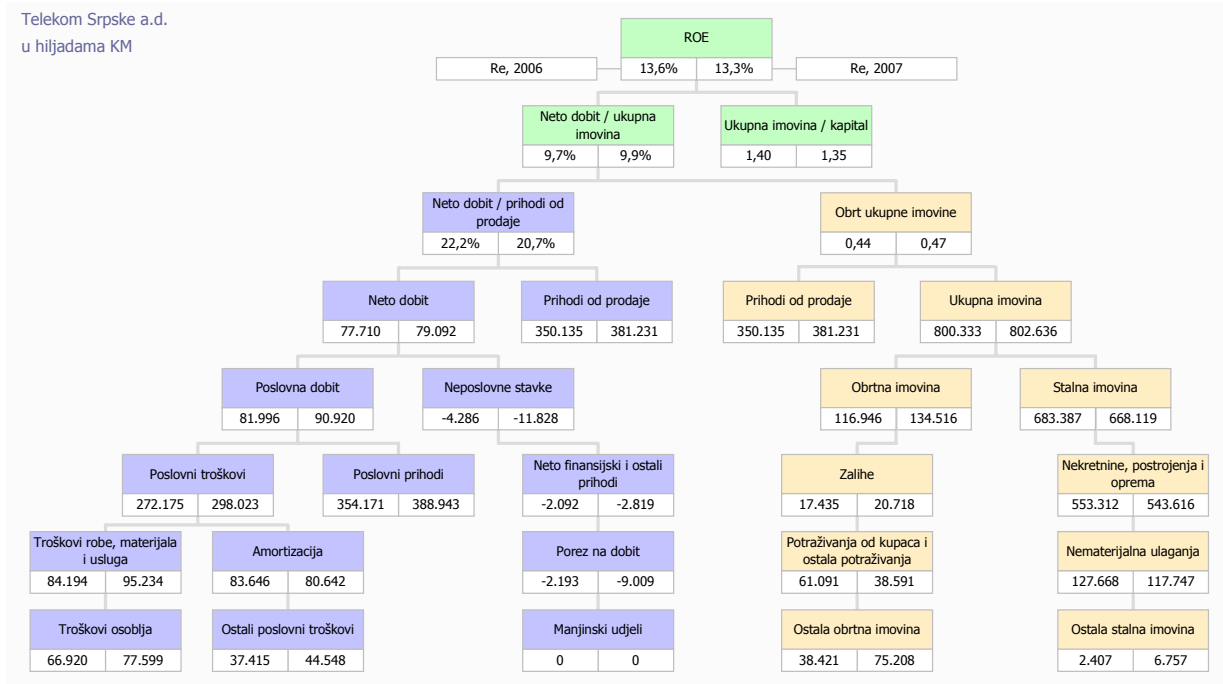 Telekom Srpske a.d.
u hiljadama KM
ROE
Re, 2006
13,6%
13,3%
Re, 2007
Neto dobit / ukupna
imovina
9,7%
9,9%
Ukupna imovina / kapital
1,40
1,35
Neto dobit / prihodi od
prodaje
22,2%
20,7%
Obrt ukupne imovine
0,44
0,47
Neto dobit
77.710
79.092
Prihodi od prodaje
350.135
381.231
Prihodi od prodaje
350.135
381.231
Ukupna imovina
800.333
802.636
Poslovna dobit
81.996
90.920
Neposlovne stavke
-4.286
-11.828
Obrtna imovina
116.946
134.516
Stalna imovina
683.387
668.119
Poslovni troškovi
272.175
298.023
Poslovni prihodi
354.171
388.943
Neto finansijski i ostali
prihodi
-2.092
-2.819
Zalihe
17.435
20.718
Nekretnine, postrojenja i
oprema
553.312
543.616
Troškovi robe, materijala
i usluga
84.194
95.234
Amortizacija
83.646
80.642
Porez na dobit
-2.193
-9.009
Potraživanja od kupaca i
ostala potraživanja
61.091
38.591
Nematerijalna ulaganja
127.668
117.747
Troškovi osoblja
66.920
77.599
Ostali poslovni troškovi
37.415
44.548
Manjinski udjeli
0
0
Ostala obrtna imovina
38.421
75.208
Ostala stalna imovina
2.407
6.757